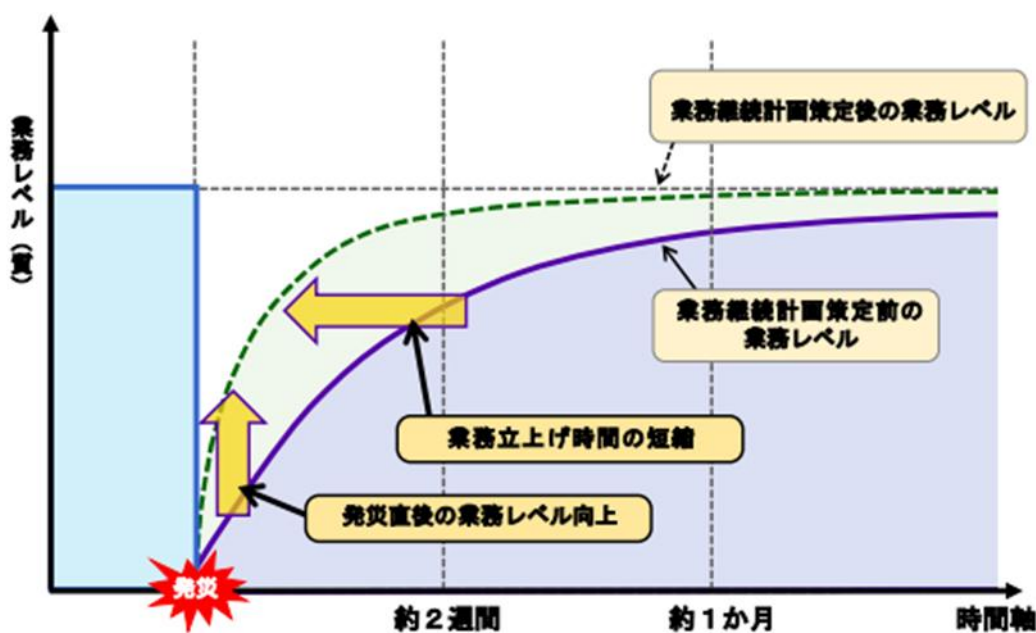 業務レベル（質）
業務継続計画策定後の業務レベル
業務継続計画策定前の
業務レベル
業務立上げ時間の短縮
発災直後の業務レベル向上
発災
約２週間
約１か月
時間軸